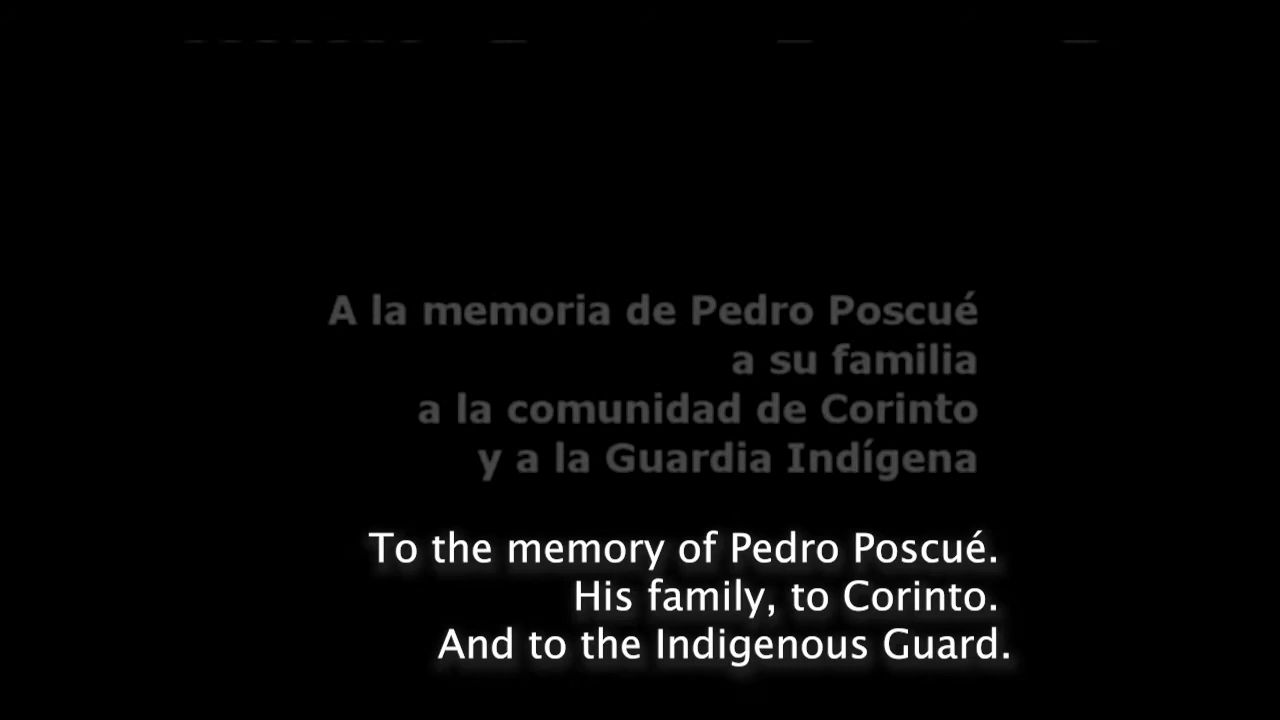 A la memoria de Pedro Poscué
a su familia
a la comunidad de Corinto
y a la Guardia Indígena
To the memory of Pedro Poscué.
His family, to Corinto.
And to the Indigenous Guard.